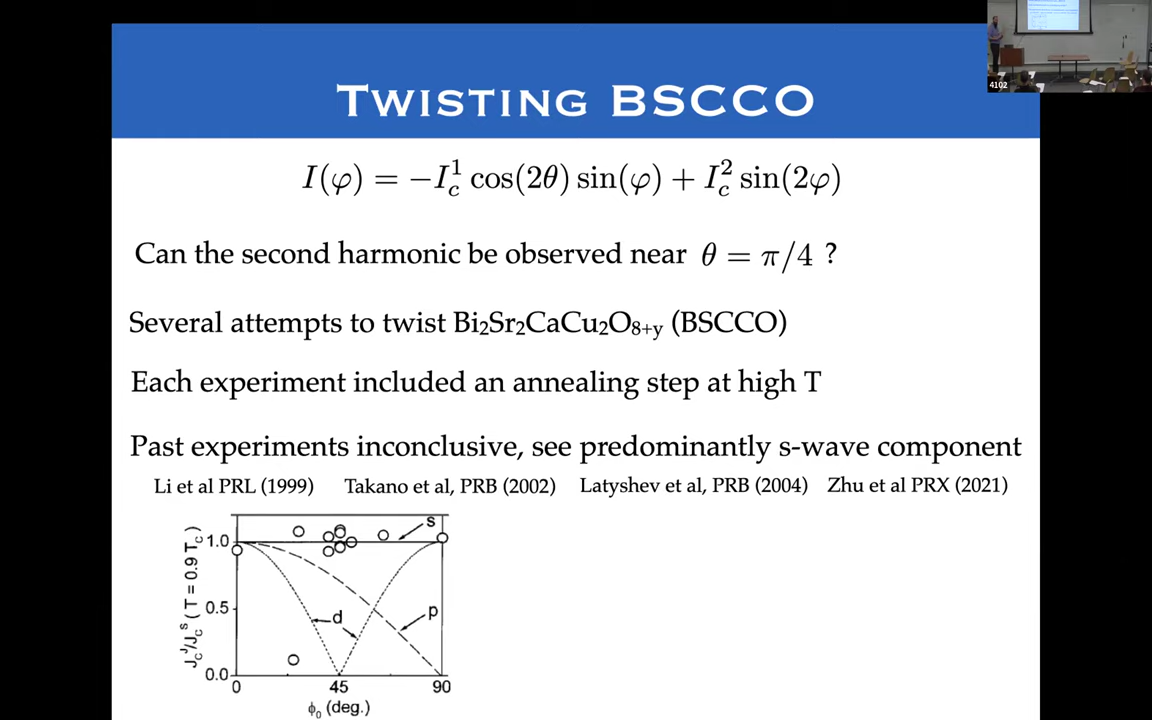 TWISTING BSCCO
I(φ) = −I_c^1 cos(2θ) sin(φ) + I_c^2 sin(2φ)
Can the second harmonic be observed near θ = π/4 ?
Several attempts to twist Bi₂Sr₂CaCu₂O₈₊y (BSCCO)
Each experiment included an annealing step at high T
Past experiments inconclusive, see predominantly s-wave component
Li et al PRL (1999) Takano et al, PRB (2002) Latyshev et al, PRB (2004) Zhu et al PRX (2021)
J_c^J/J_c^S ( T = 0.9 T_c )
1.0
0.5
0.0
s
d
p
0 45 90
ϕ₀ (deg.)
4102